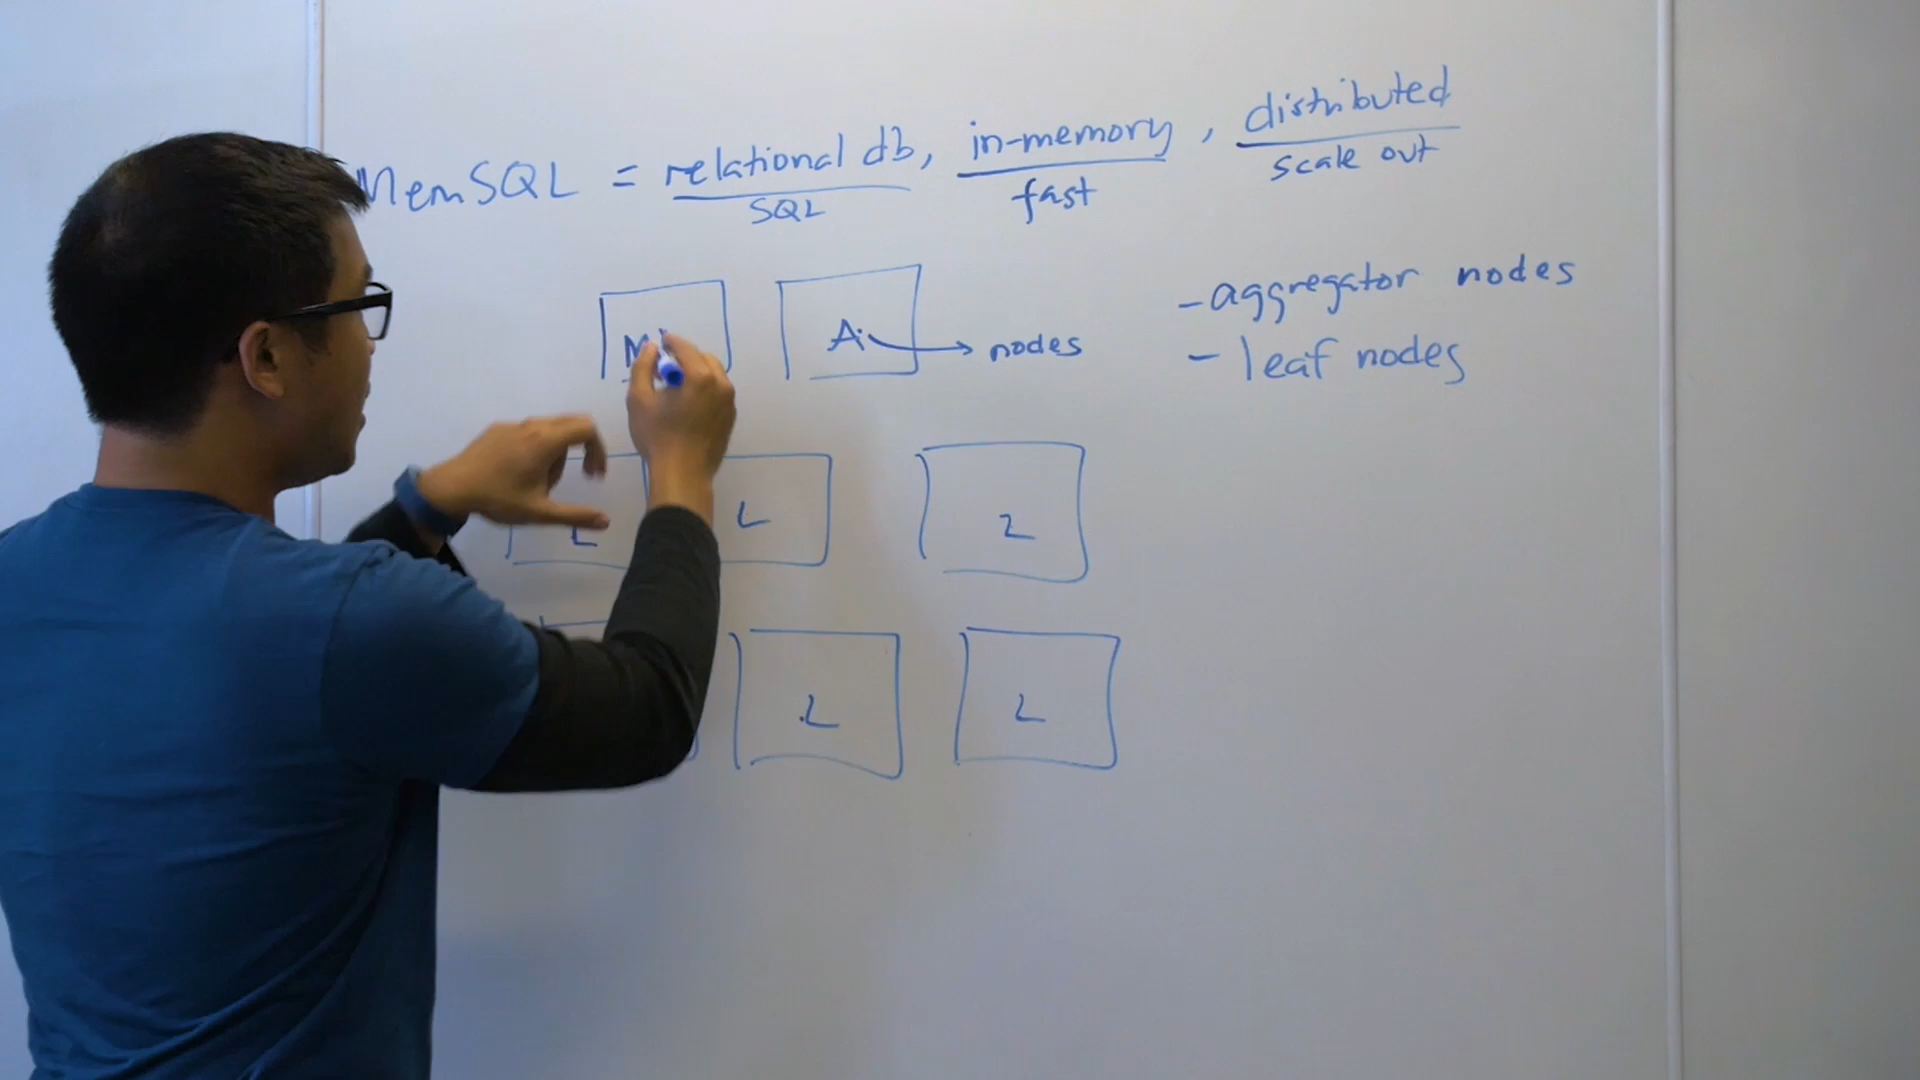 MemSQL = relational db, in-memory, distributed
SQL fast scale out
M A → nodes
- aggregator nodes
- leaf nodes
L L L
L L